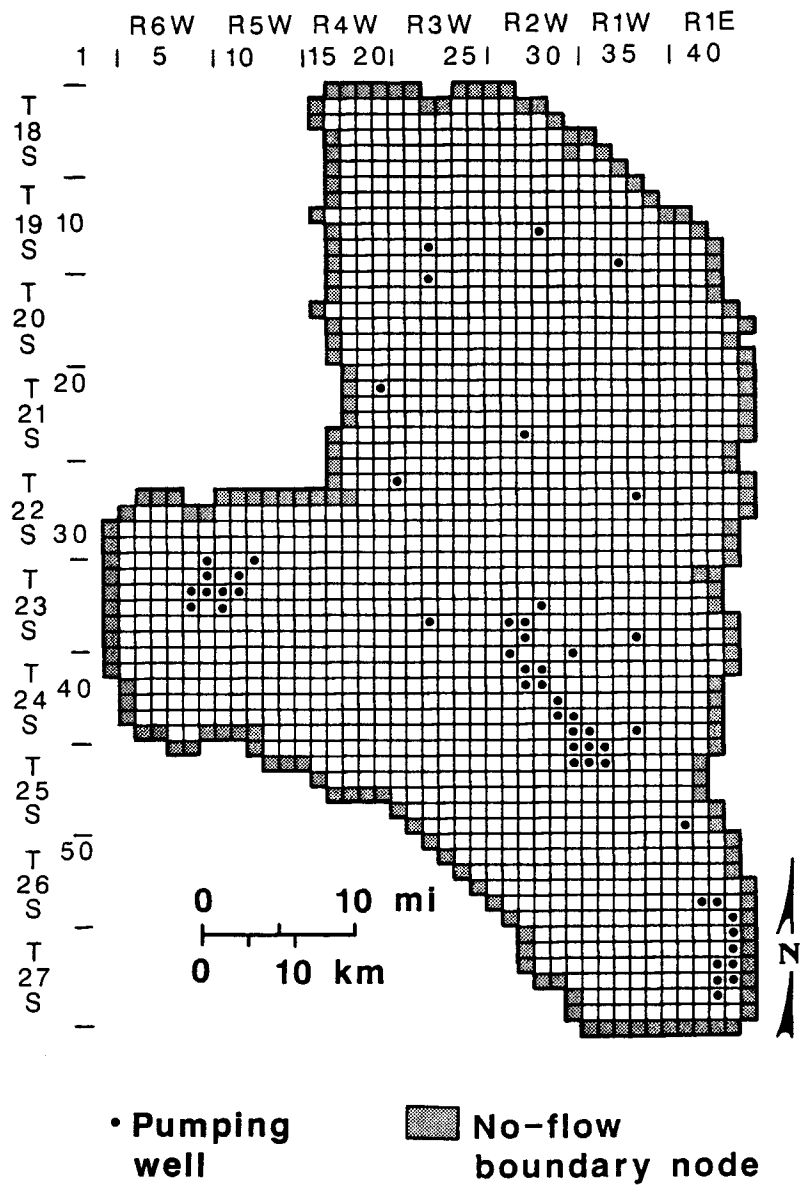 R6W R5W R4W R3W R2W R1W R1E
1 5 10 15 20 25 30 35 40
T 18 S
T 19 S 10
T 20 S
T 21 S 20
T 22 S 30
T 23 S
T 24 S 40
T 25 S
T 26 S 50
T 27 S
0 10 mi
0 10 km
N
Pumping well
No-flow boundary node